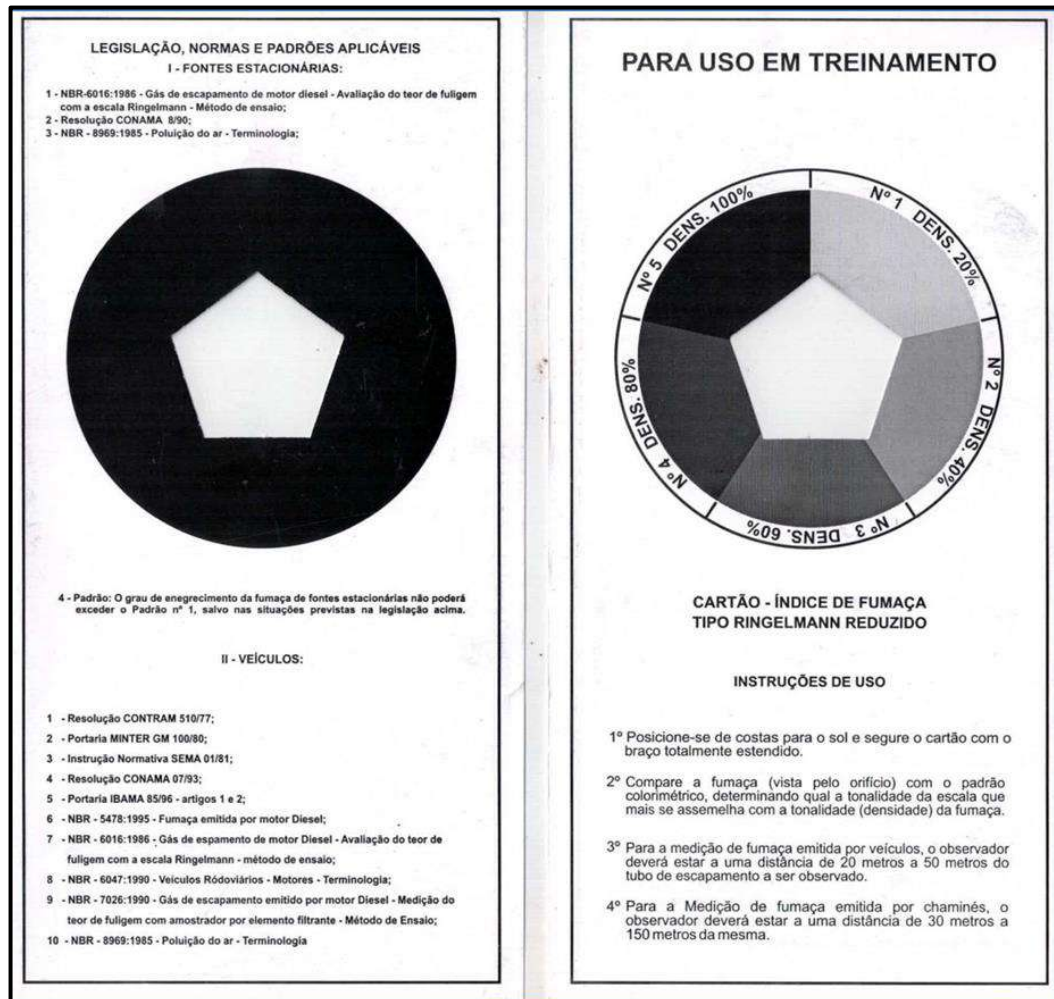 LEGISLAÇÃO, NORMAS E PADRÕES APLICÁVEIS
I - FONTES ESTACIONÁRIAS:
1 - NBR-6016:1986 - Gás de escapamento de motor diesel - Avaliação do teor de fuligem
com a escala Ringelmann - Método de ensaio;
2 - Resolução CONAMA 8/90;
3 - NBR - 8969:1985 - Poluição do ar - Terminologia;
4 - Padrão: O grau de enegrecimento da fumaça de fontes estacionárias não poderá
exceder o Padrão nº 1, salvo nas situações previstas na legislação acima.
II - VEÍCULOS:
1 - Resolução CONTRAM 510/77;
2 - Portaria MINTER GM 100/80;
3 - Instrução Normativa SEMA 01/81;
4 - Resolução CONAMA 07/93;
5 - Portaria IBAMA 85/96 - artigos 1 e 2;
6 - NBR - 5478:1995 - Fumaça emitida por motor Diesel;
7 - NBR - 6016:1986 - Gás de espamento de motor Diesel - Avaliação do teor de
fuligem com a escala Ringelmann - método de ensaio;
8 - NBR - 6047:1990 - Veículos Ródoviários - Motores - Terminologia;
9 - NBR - 7026:1990 - Gás de escapamento emitido por motor Diesel - Medição do
teor de fuligem com amostrador por elemento filtrante - Método de Ensaio;
10 - NBR - 8969:1985 - Poluição do ar - Terminologia
PARA USO EM TREINAMENTO
Nº 1 DENS. 20%
Nº 2 DENS. 40%
Nº 3 DENS. 60%
Nº 4 DENS. 80%
Nº 5 DENS. 100%
CARTÃO - ÍNDICE DE FUMAÇA
TIPO RINGELMANN REDUZIDO
INSTRUÇÕES DE USO
1º Posicione-se de costas para o sol e segure o cartão com o
braço totalmente estendido.
2º Compare a fumaça (vista pelo orifício) com o padrão
colorimétrico, determinando qual a tonalidade da escala que
mais se assemelha com a tonalidade (densidade) da fumaça.
3º Para a medição de fumaça emitida por veículos, o observador
deverá estar a uma distância de 20 metros a 50 metros do
tubo de escapamento a ser observado.
4º Para a Medição de fumaça emitida por chaminés, o
observador deverá estar a uma distância de 30 metros a
150 metros da mesma.